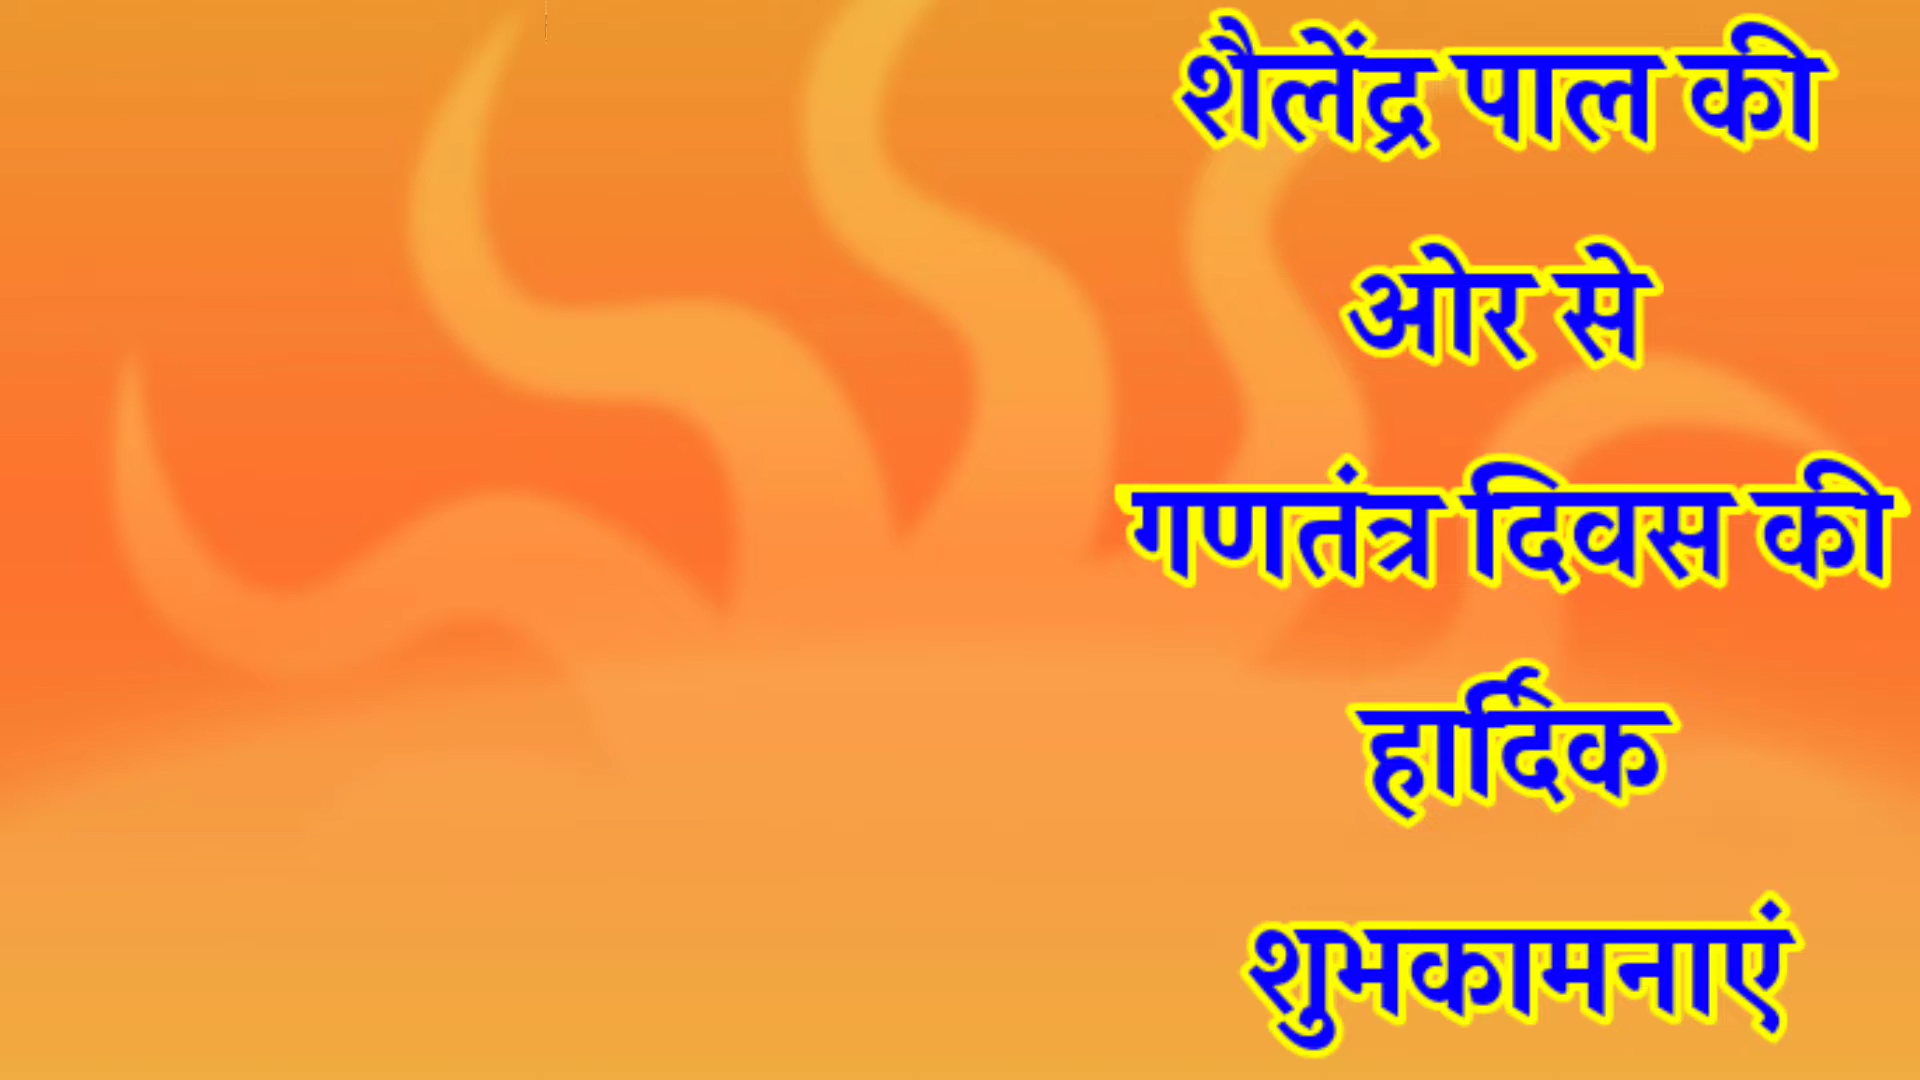 शैलेंद्र पाल की
ओर से
गणतंत्र दिवस की
हार्दिक
शुभकामनाएं